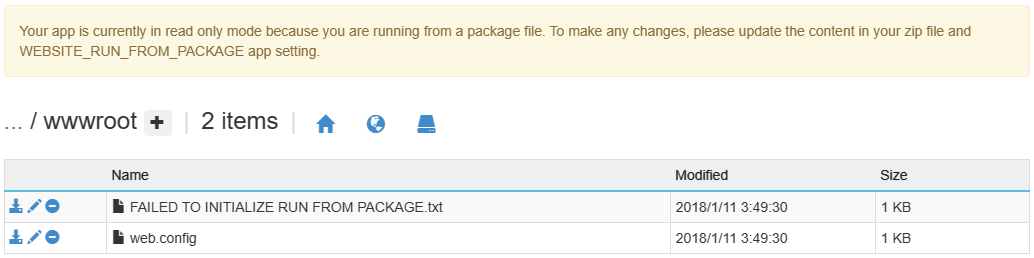 Your app is currently in read only mode because you are running from a package file. To make any changes, please update the content in your zip file and
WEBSITE_RUN_FROM_PACKAGE app setting.
... / wwwroot + | 2 items |
Name Modified Size
FAILED TO INITIALIZE RUN FROM PACKAGE.txt 2018/1/11 3:49:30 1 KB
web.config 2018/1/11 3:49:30 1 KB